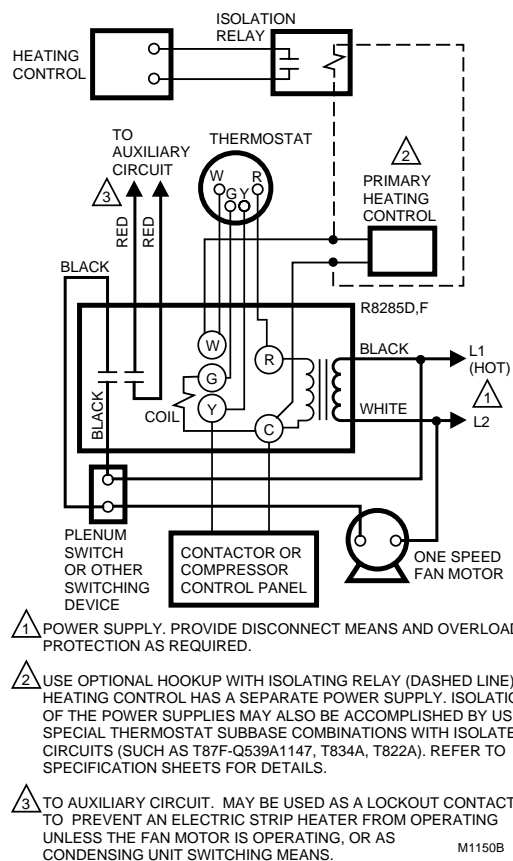 ISOLATION
RELAY
HEATING
CONTROL
TO
AUXILIARY
CIRCUIT
THERMOSTAT
2
3
W
R
G
Y
PRIMARY
HEATING
CONTROL
RED
RED
BLACK
R8285D,F
W
R
BLACK
L1
(HOT)
G
1
Y
WHITE
L2
COIL
C
BLACK
PLENUM
SWITCH
OR OTHER
SWITCHING
DEVICE
CONTACTOR OR
COMPRESSOR
CONTROL PANEL
ONE SPEED
FAN MOTOR
1 POWER SUPPLY. PROVIDE DISCONNECT MEANS AND OVERLOAD
PROTECTION AS REQUIRED.
2 USE OPTIONAL HOOKUP WITH ISOLATING RELAY (DASHED LINE)
HEATING CONTROL HAS A SEPARATE POWER SUPPLY. ISOLATIO
OF THE POWER SUPPLIES MAY ALSO BE ACCOMPLISHED BY US
SPECIAL THERMOSTAT SUBBASE COMBINATIONS WITH ISOLATE
CIRCUITS (SUCH AS T87F-Q539A1147, T834A, T822A). REFER TO
SPECIFICATION SHEETS FOR DETAILS.
3 TO AUXILIARY CIRCUIT. MAY BE USED AS A LOCKOUT CONTACT
TO PREVENT AN ELECTRIC STRIP HEATER FROM OPERATING
UNLESS THE FAN MOTOR IS OPERATING, OR AS
CONDENSING UNIT SWITCHING MEANS.
M1150B